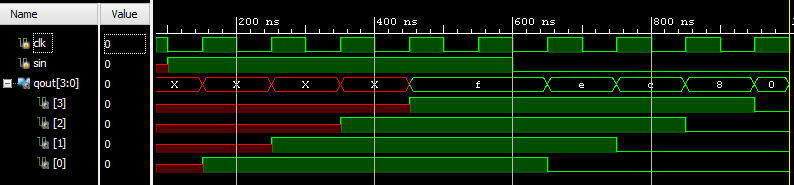 Name Value
200 ns 400 ns 600 ns 800 ns
clk 0
sin 0
qout[3:0] 0 X X X X f e c 8 0
[3] 0
[2] 0
[1] 0
[0] 0